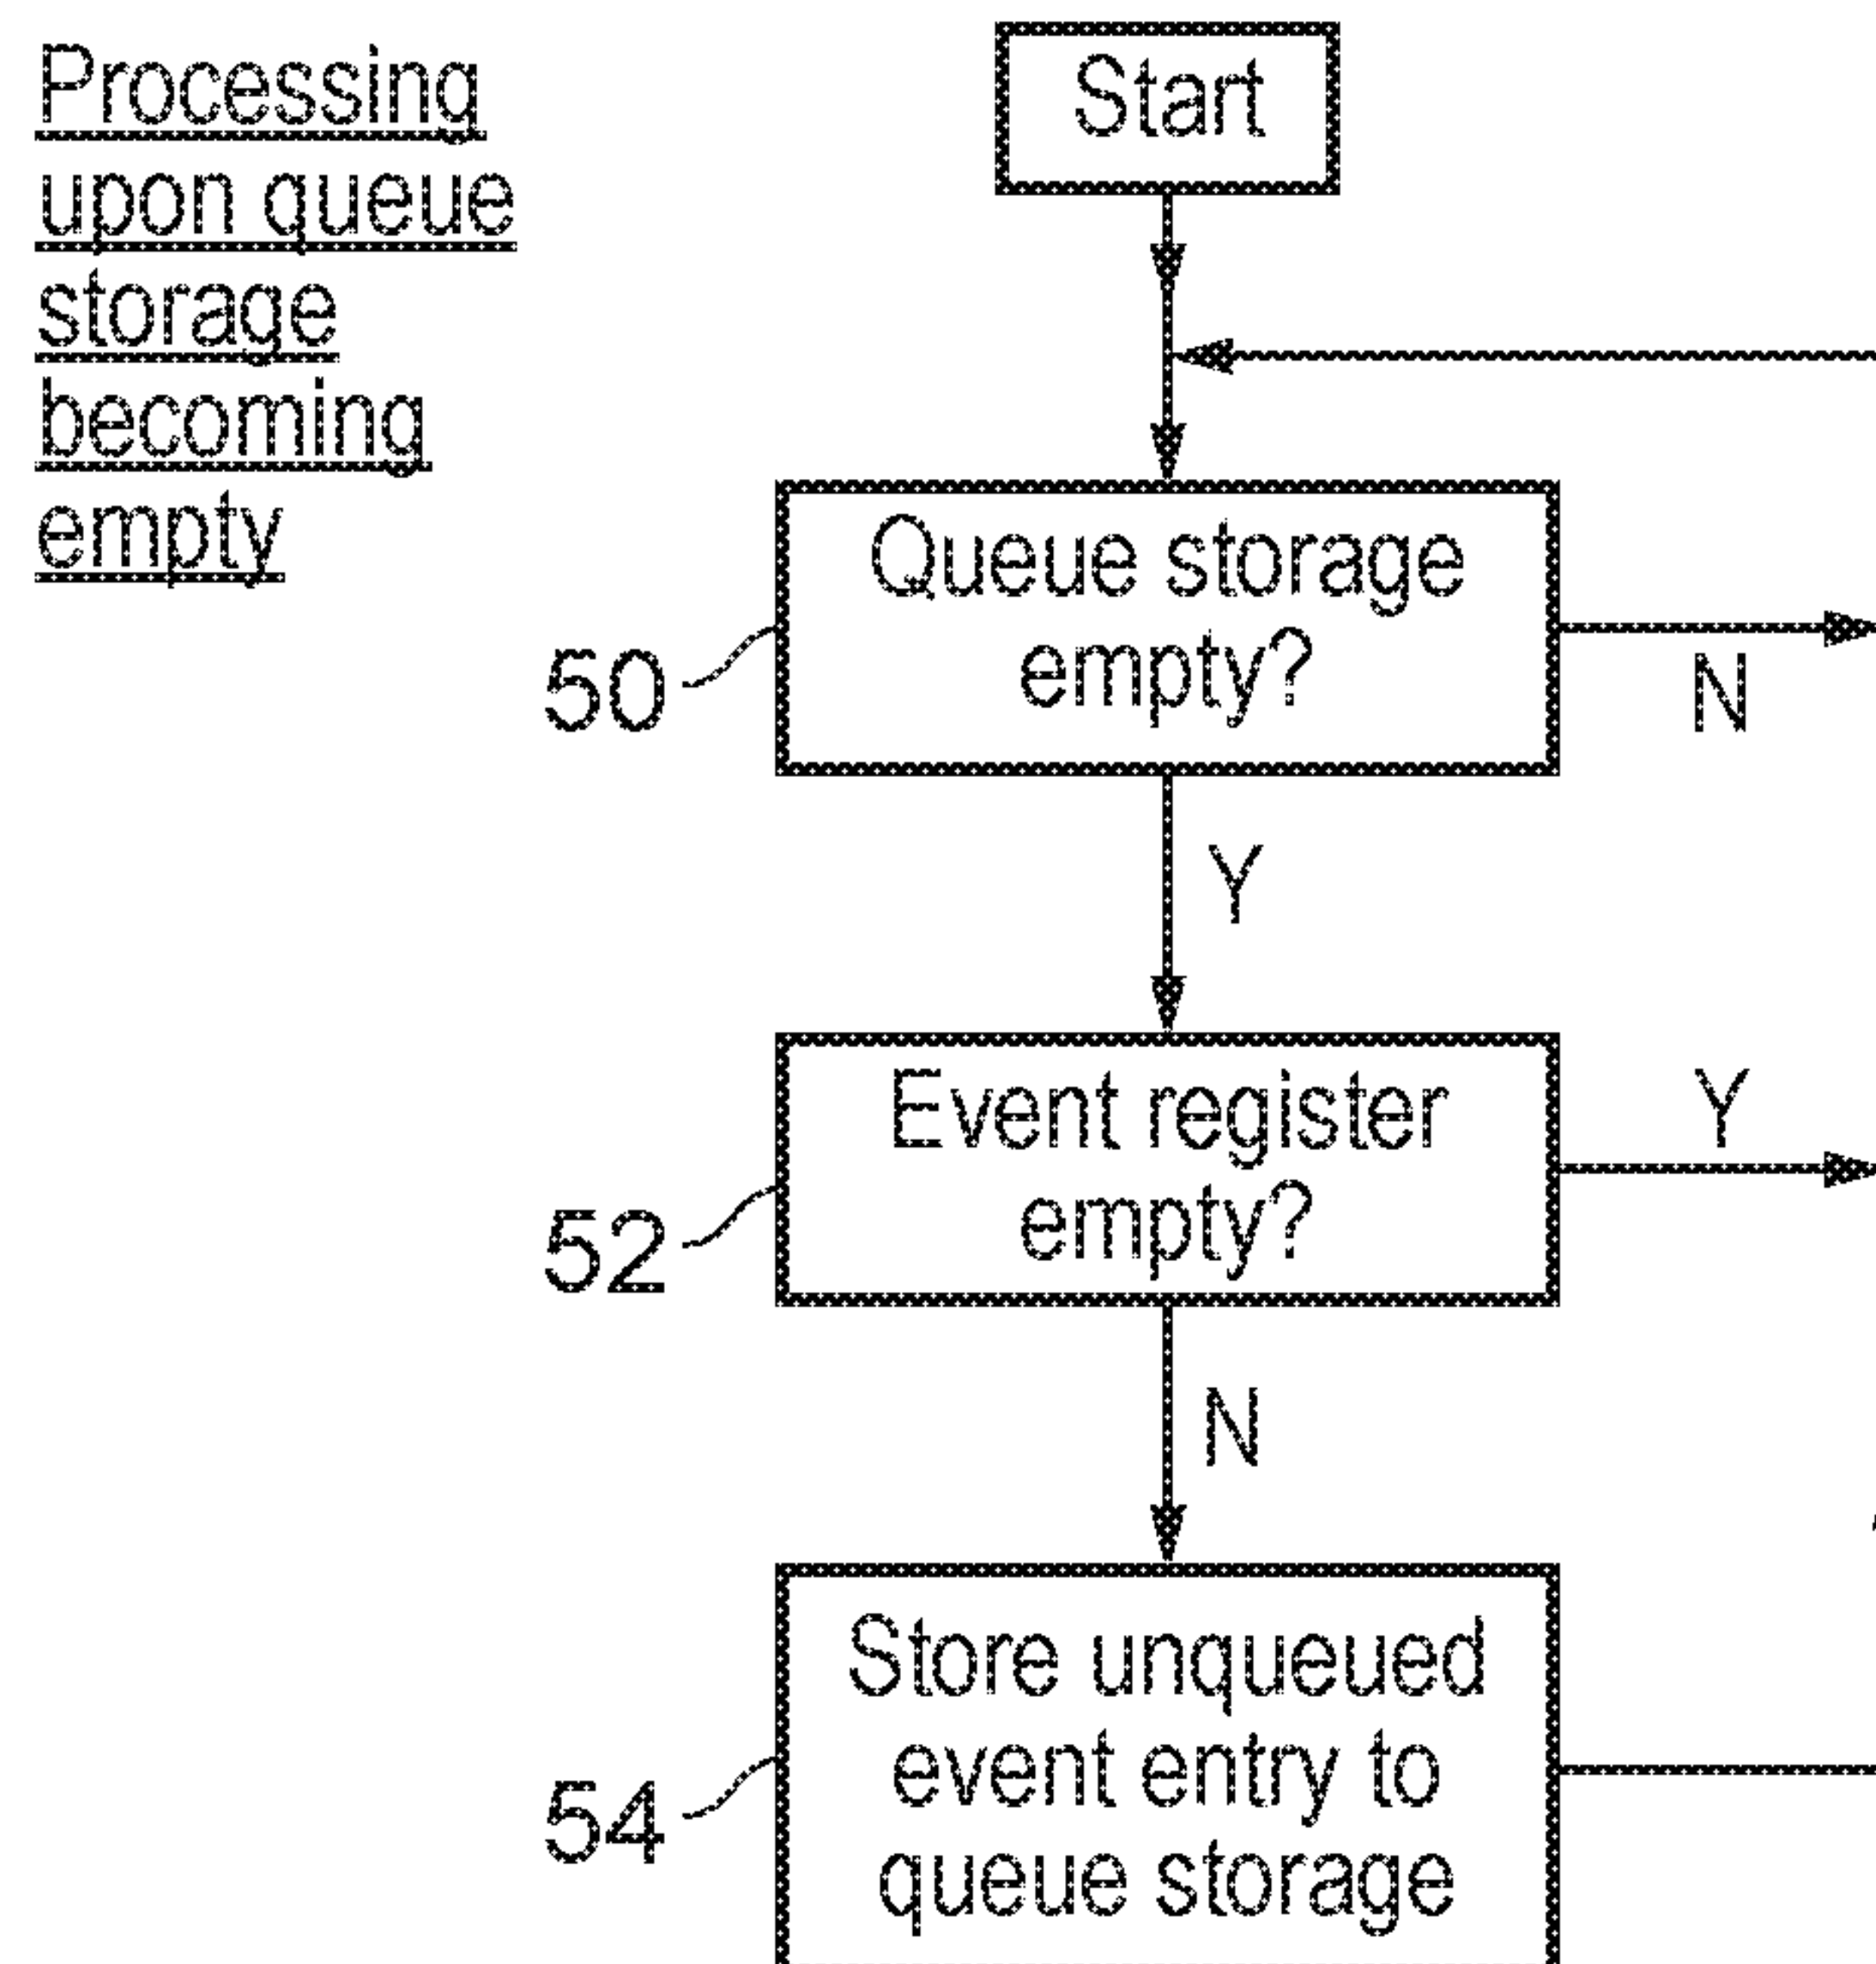 Processing
upon queue
storage
becoming
empty
Start
Queue storage
empty?
50
N
Y
Event register
empty?
52
Y
N
Store unqueued
event entry to
queue storage
54